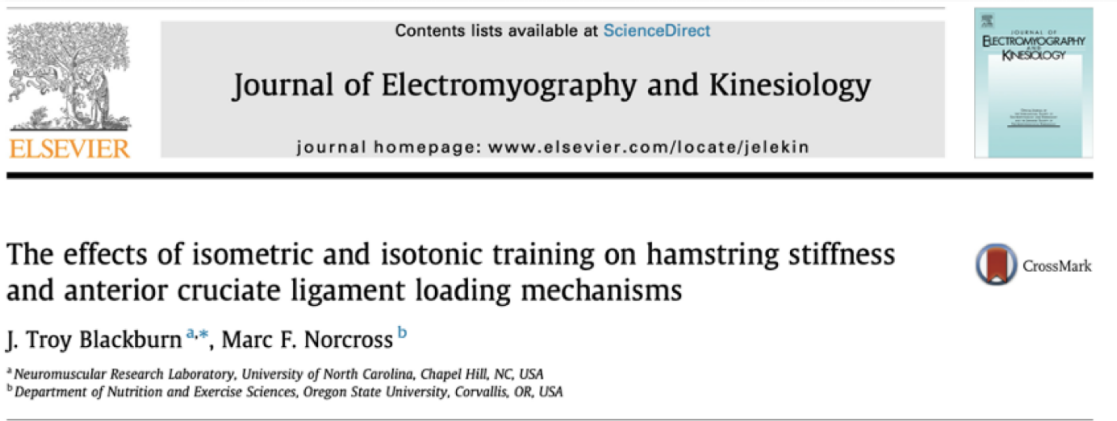 Contents lists available at ScienceDirect
Journal of Electromyography and Kinesiology
journal homepage: www.elsevier.com/locate/jelekin
ELSEVIER
JOURNAL OF
ELECTROMYOGRAPHY
AND
KINESIOLOGY
The effects of isometric and isotonic training on hamstring stiffness
and anterior cruciate ligament loading mechanisms
CrossMark
J. Troy Blackburn a,*, Marc F. Norcross b
a Neuromuscular Research Laboratory, University of North Carolina, Chapel Hill, NC, USA
b Department of Nutrition and Exercise Sciences, Oregon State University, Corvallis, OR, USA